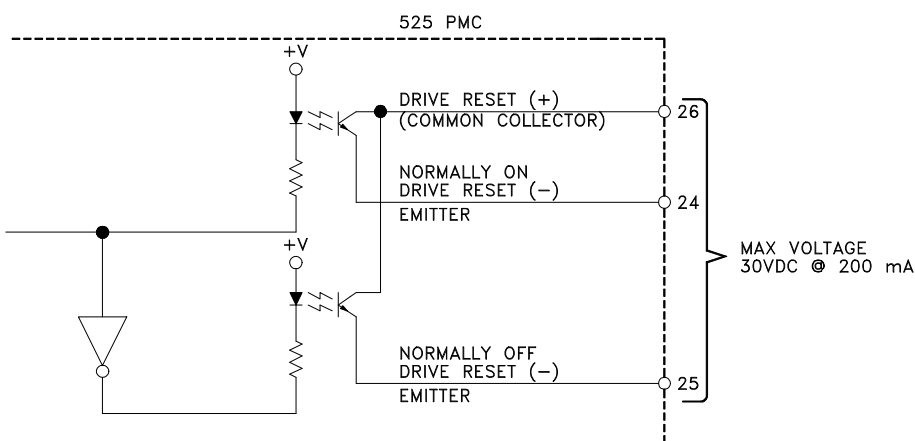 525 PMC
+V
DRIVE RESET (+)
(COMMON COLLECTOR)
26
NORMALLY ON
DRIVE RESET (−)
EMITTER
24
+V
MAX VOLTAGE
30VDC @ 200 mA
NORMALLY OFF
DRIVE RESET (−)
EMITTER
25